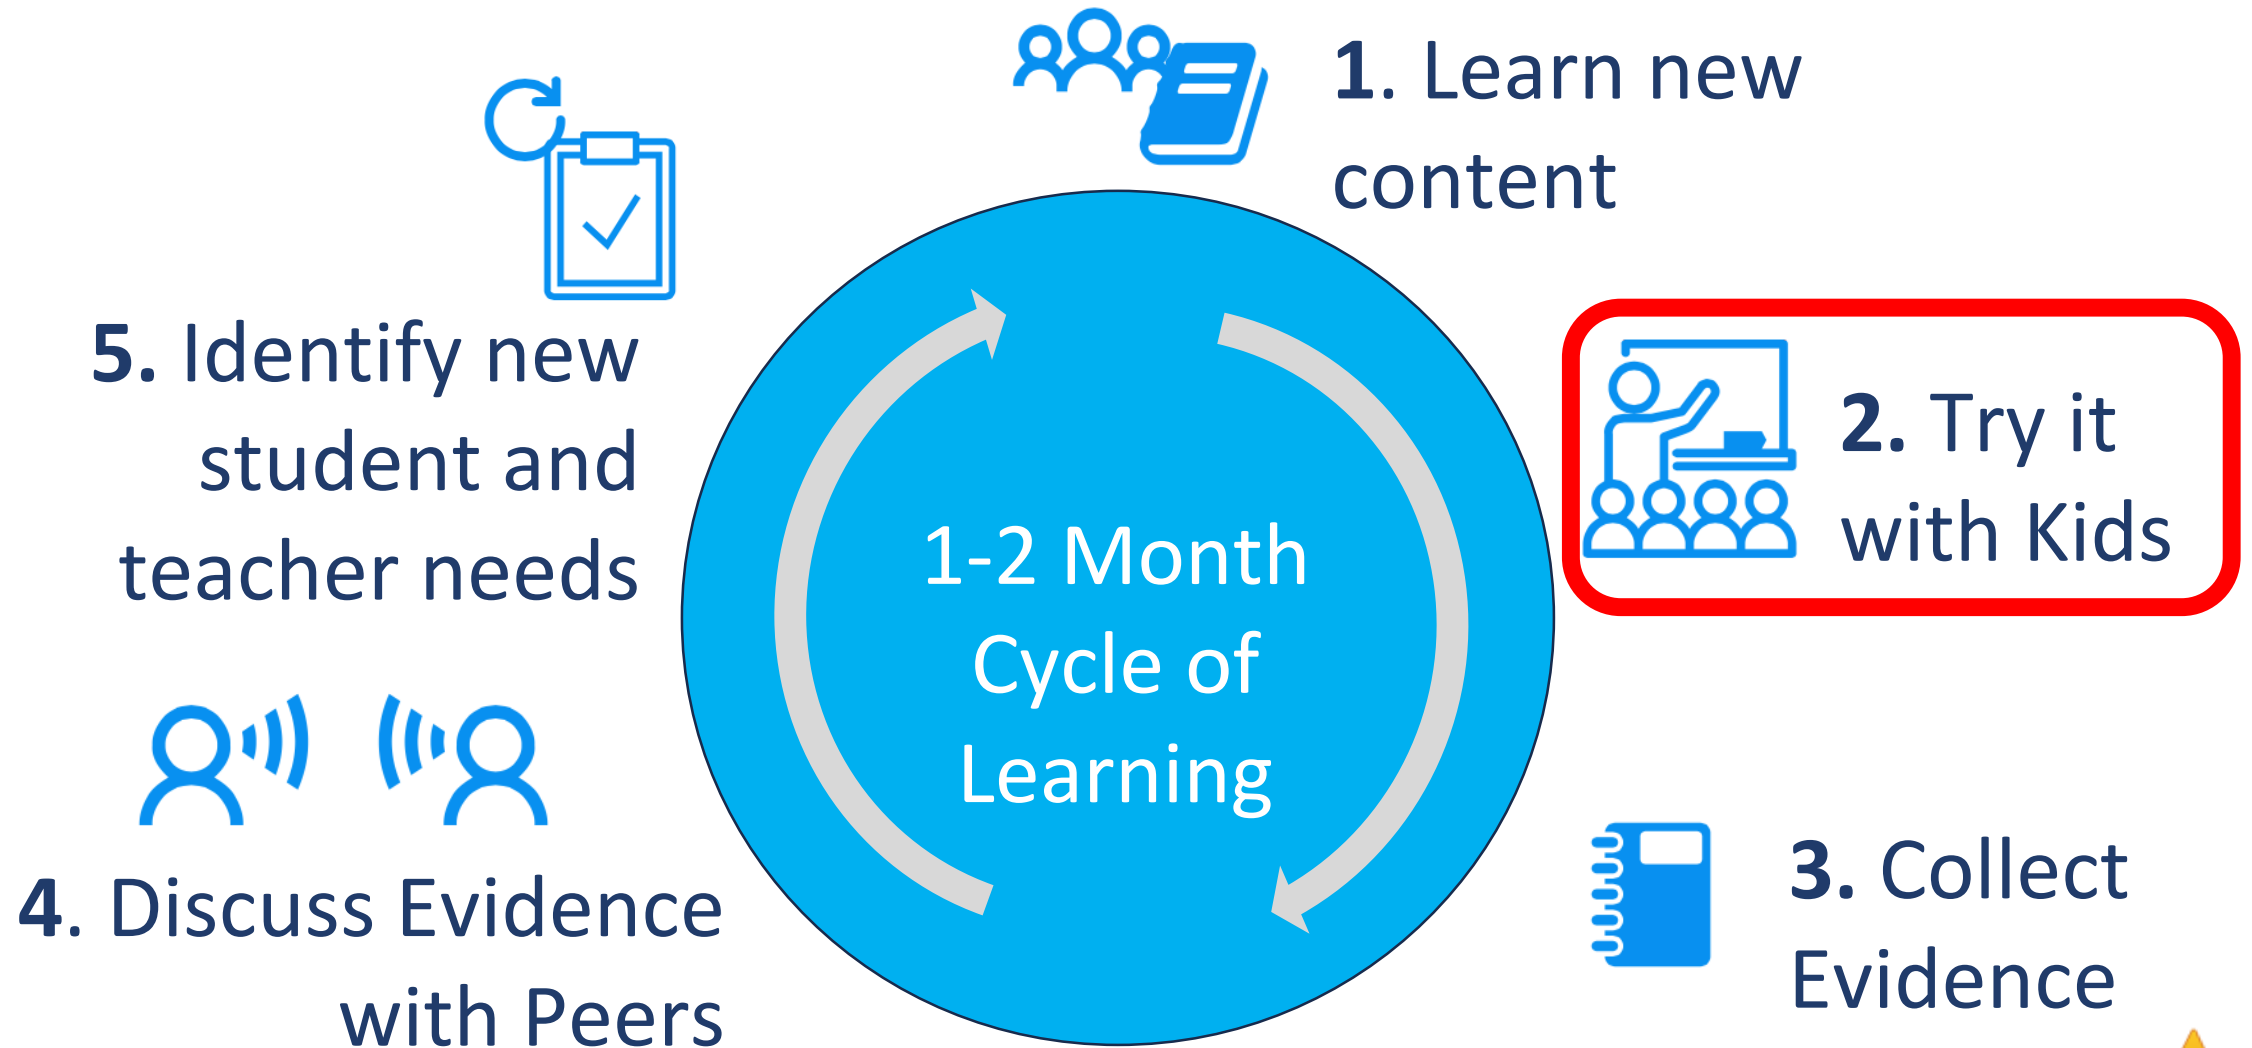 1. Learn new
content
2. Try it
with Kids
3. Collect
Evidence
4. Discuss Evidence
with Peers
5. Identify new
student and
teacher needs
1-2 Month
Cycle of
Learning